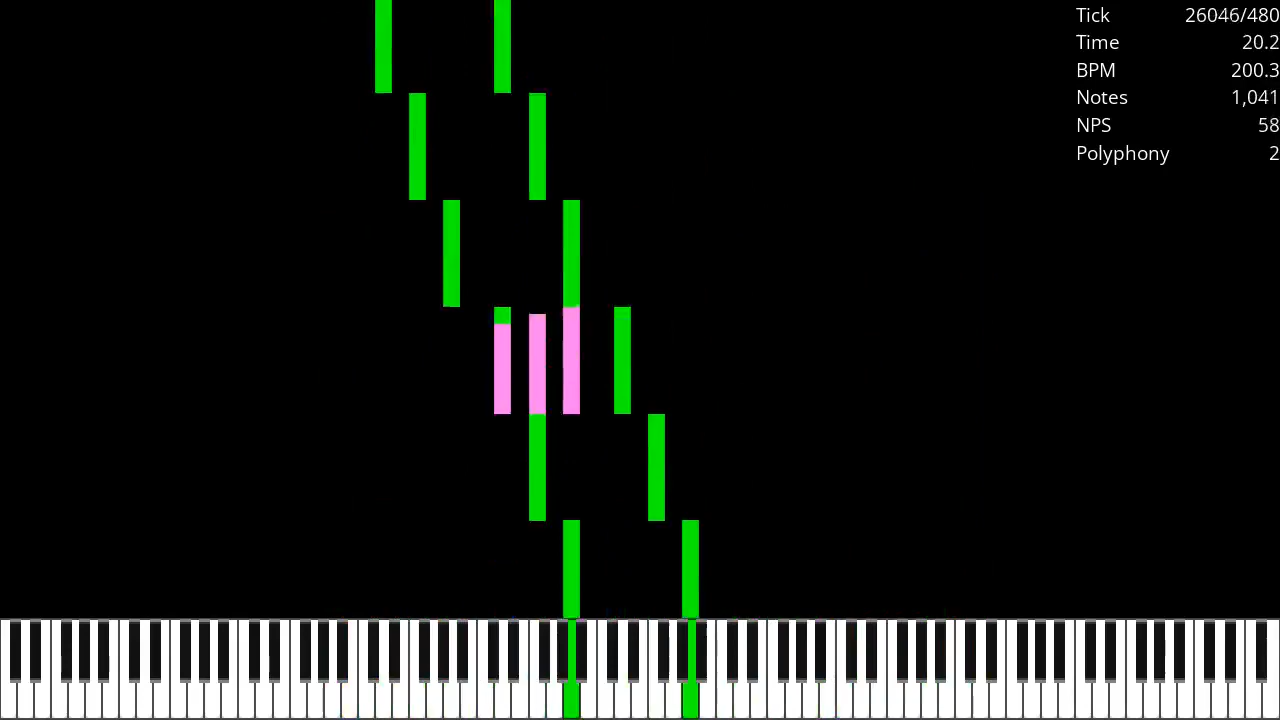 Tick 26046/480
Time 20.2
BPM 200.3
Notes 1,041
NPS 58
Polyphony 2